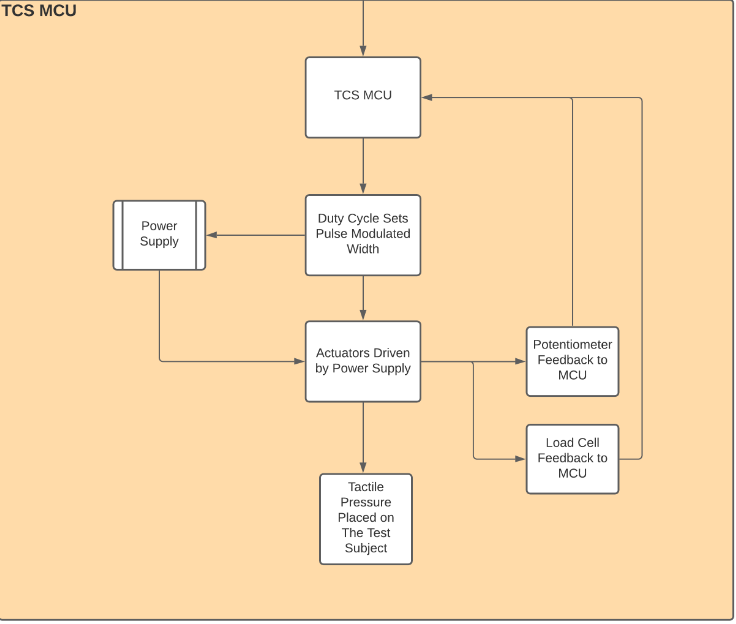 TCS MCU
TCS MCU
Duty Cycle Sets
Pulse Modulated
Width
Power
Supply
Actuators Driven
by Power Supply
Potentiometer
Feedback to
MCU
Load Cell
Feedback to
MCU
Tactile
Pressure
Placed on
The Test
Subject